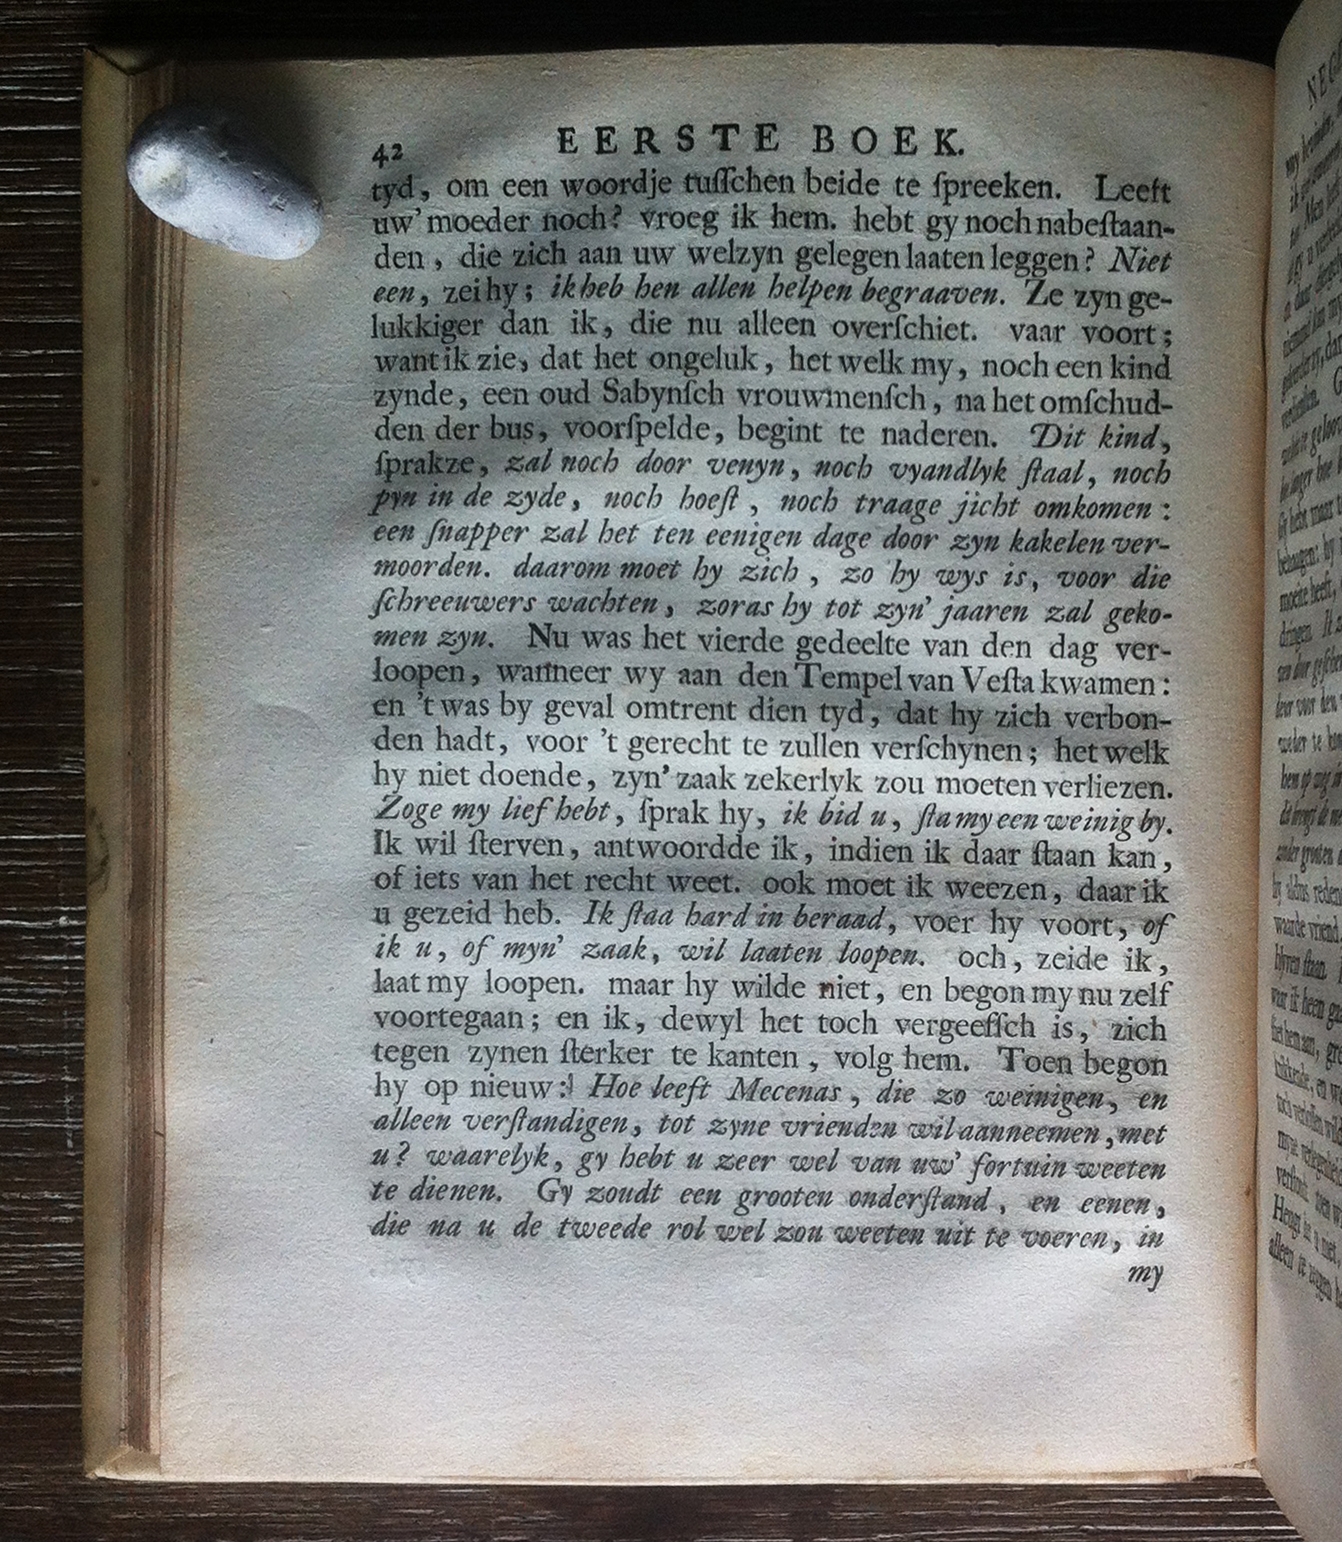 42 EERSTE BOEK.
tyd, om een woordje tuſſchen beide te ſpreeken. Leeft
uw' moeder noch? vroeg ik hem. hebt gy noch nabeſtaan-
den, die zich aan uw welzyn gelegen laaten leggen? Niet
een, zei hy; ik heb hen allen helpen begraaven. Ze zyn ge-
lukkiger dan ik, die nu alleen overſchiet. vaar voort;
want ik zie, dat het ongeluk, het welk my, noch een kind
zynde, een oud Sabynſch vrouwmenſch, na het omſchud-
den der bus, voorſpelde, begint te naderen. Dit kind,
ſprakze, zal noch door venyn, noch vyandlyk ſtaal, noch
pyn in de zyde, noch hoeſt, noch traage jicht omkomen:
een ſnapper zal het ten eenigen dage door zyn kakelen ver-
moorden. daarom moet hy zich, zo hy wys is, voor die
ſchreeuwers wachten, zoras hy tot zyn' jaaren zal geko-
men zyn. Nu was het vierde gedeelte van den dag ver-
loopen, wanneer wy aan den Tempel van Veſta kwamen:
en 't was by geval omtrent dien tyd, dat hy zich verbon-
den hadt, voor 't gerecht te zullen verſchynen; het welk
hy niet doende, zyn' zaak zekerlyk zou moeten verliezen.
Zoge my lief hebt, ſprak hy, ik bid u, ſta my een weinig by.
Ik wil ſterven, antwoordde ik, indien ik daar ſtaan kan,
of iets van het recht weet. ook moet ik weezen, daar ik
u gezeid heb. Ik ſtaa hard in beraad, voer hy voort, of
ik u, of myn' zaak, wil laaten loopen. och, zeide ik,
laat my loopen. maar hy wilde niet, en begon my nu zelf
voortegaan; en ik, dewyl het toch vergeefſch is, zich
tegen zynen ſterker te kanten, volg hem. Toen begon
hy op nieuw: Hoe leeft Mecenas, die zo weinigen, en
alleen verſtandigen, tot zyne vrienden wil aanneemen, met
u? waarelyk, gy hebt u zeer wel van uw' fortuin weeten
te dienen. Gy zoudt een grooten onderſtand, en eenen,
die na u de tweede rol wel zou weeten uit te voeren, in
my